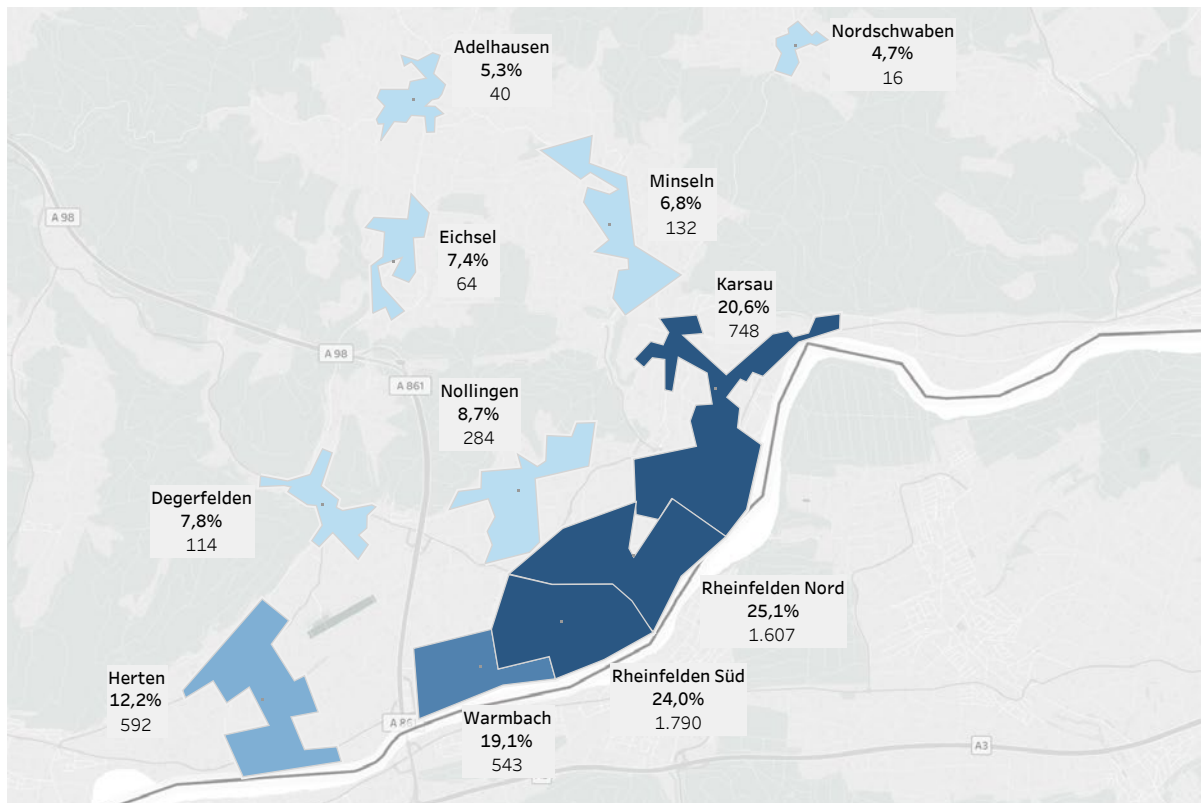 Nordschwaben
4,7%
16
Adelhausen
5,3%
40
Minseln
6,8%
132
A 98
Eichsel
7,4%
64
Karsau
20,6%
748
A 98
A 861
Nollingen
8,7%
284
Degerfelden
7,8%
114
Rheinfelden Nord
25,1%
1.607
Herten
12,2%
592
Rheinfelden Süd
24,0%
1.790
Warmbach
19,1%
543
A3